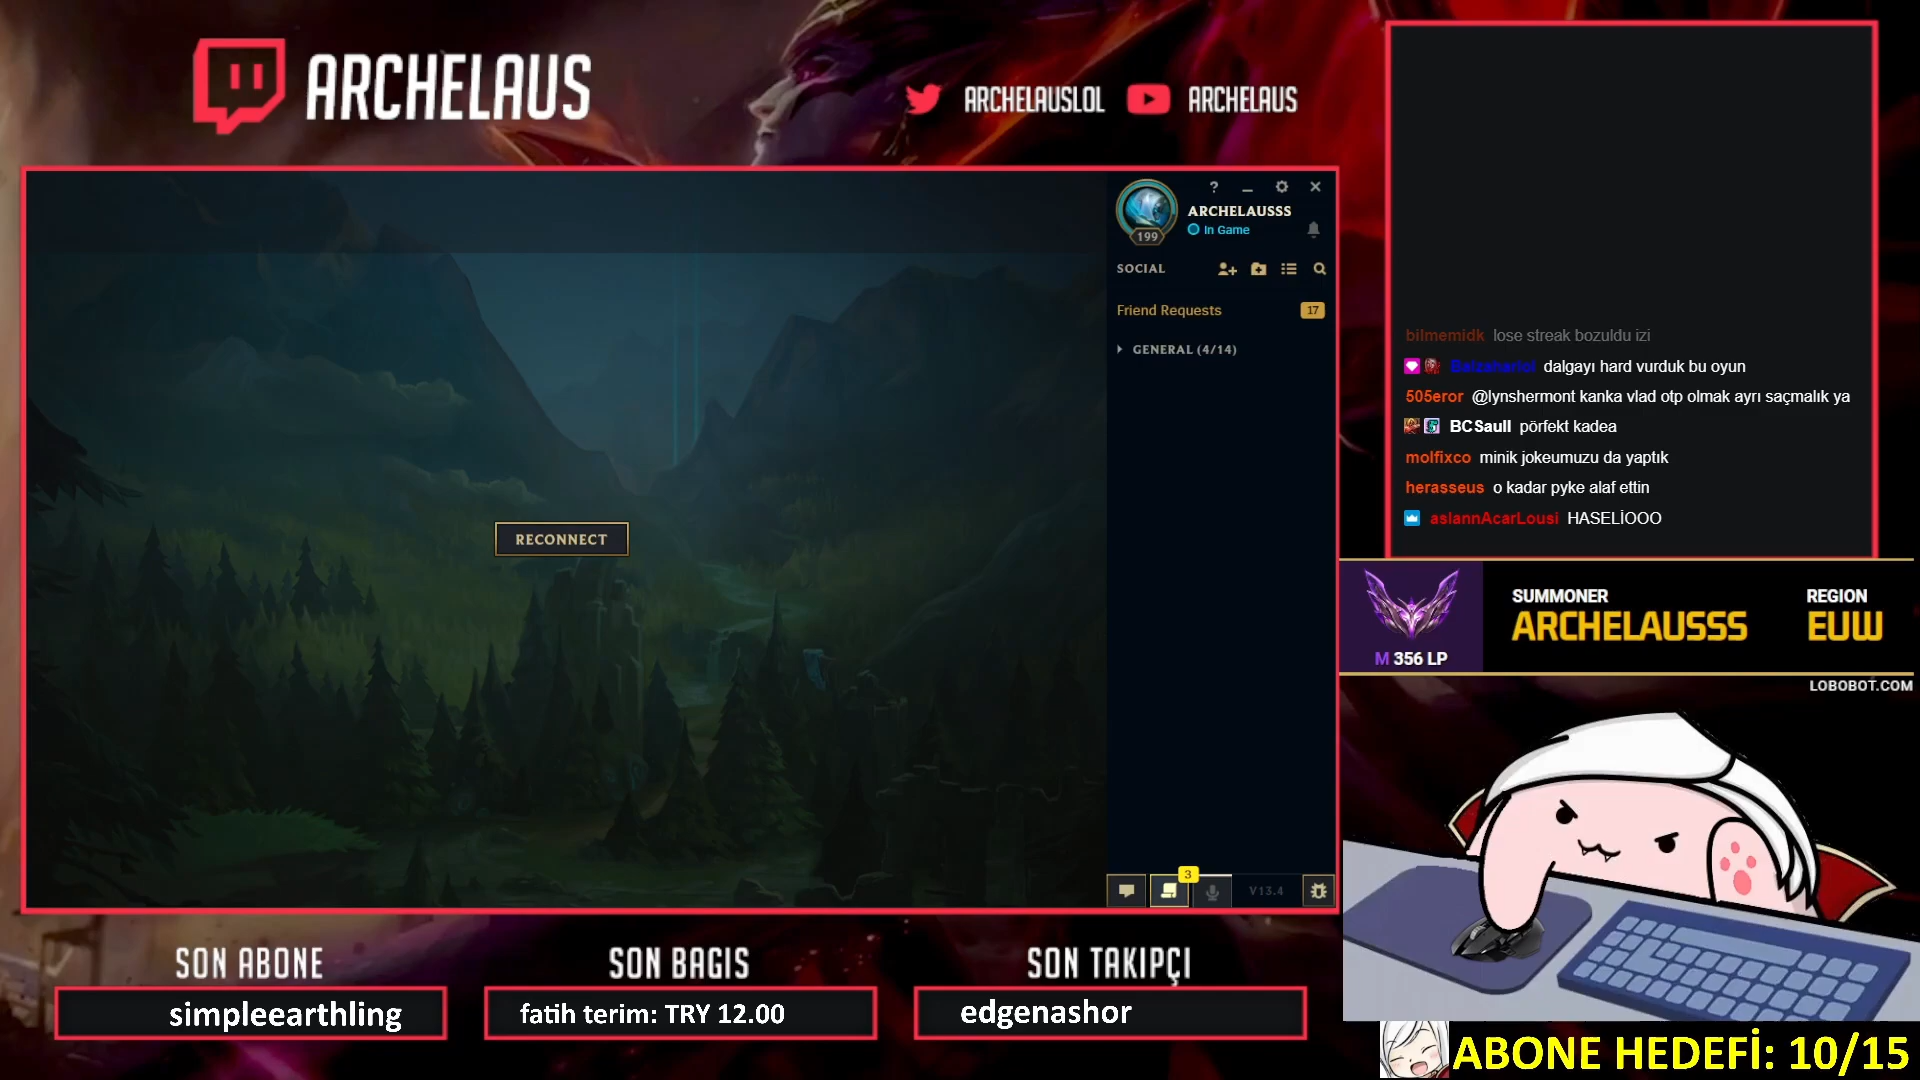 ARCHELAUS
ARCHELAUSLOL
ARCHELAUS
?
ARCHELAUSSS
199
In Game
SOCIAL
Friend Requests
17
GENERAL (4/14)
RECONNECT
3
V13.4
bilmemidk lose streak bozuldu izi
Balzaharlol dalgayı hard vurduk bu oyun
505eror @lynshermont kanka vlad otp olmak ayrı saçmalık ya
BCSaull pörfekt kadea
molfixco minik jokeumuzu da yaptık
herasseus o kadar pyke alaf ettin
aslannAcarLousi HASELİOOO
SUMMONER
ARCHELAUSSS
REGION
EUW
M 356 LP
LOBOBOT.COM
SON ABONE
simpleearthling
SON BAGIS
fatih terim: TRY 12.00
SON TAKIPÇI
edgenashor
ABONE HEDEFİ: 10/15